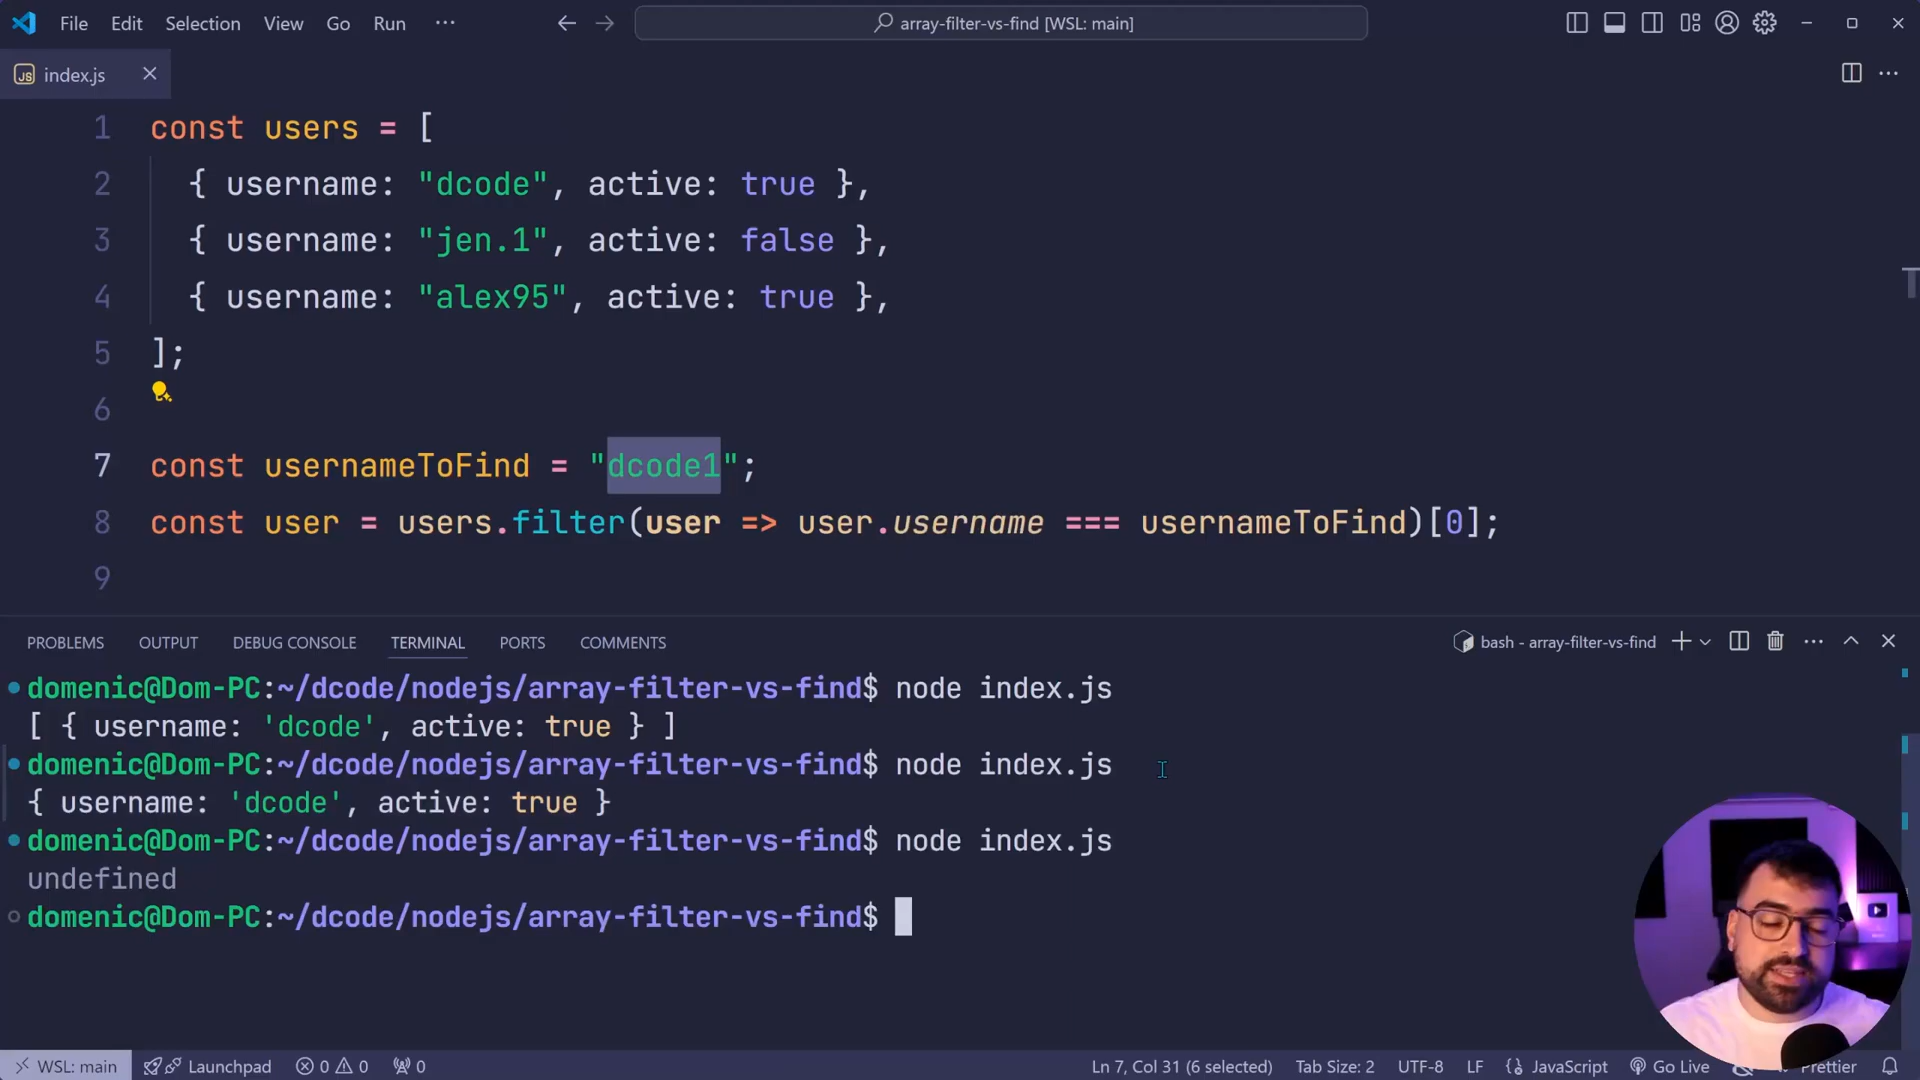 File Edit Selection View Go Run ··· array-filter-vs-find [WSL: main]
JS index.js
1 const users = [
2 { username: "dcode", active: true },
3 { username: "jen.1", active: false },
4 { username: "alex95", active: true },
5 ];
6
7 const usernameToFind = "dcode1";
8 const user = users.filter(user => user.username === usernameToFind)[0];
9
PROBLEMS OUTPUT DEBUG CONSOLE TERMINAL PORTS COMMENTS bash - array-filter-vs-find
domenic@Dom-PC:~/dcode/nodejs/array-filter-vs-find$ node index.js
[ { username: 'dcode', active: true } ]
domenic@Dom-PC:~/dcode/nodejs/array-filter-vs-find$ node index.js
{ username: 'dcode', active: true }
domenic@Dom-PC:~/dcode/nodejs/array-filter-vs-find$ node index.js
undefined
domenic@Dom-PC:~/dcode/nodejs/array-filter-vs-find$
WSL: main Launchpad 0 0 0 Ln 7, Col 31 (6 selected) Tab Size: 2 UTF-8 LF {} JavaScript Go Live Prettier